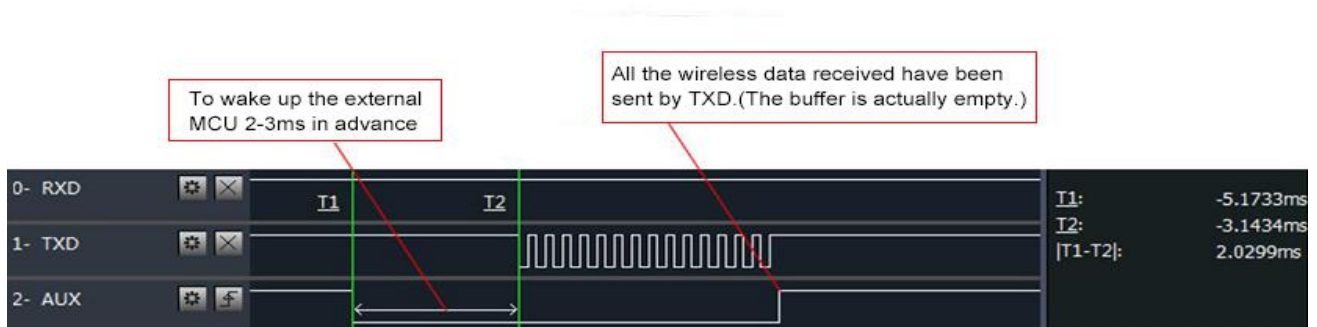 To wake up the external
MCU 2-3ms in advance
All the wireless data received have been
sent by TXD.(The buffer is actually empty.)
0- RXD
T1
T2
1- TXD
2- AUX
T1: -5.1733ms
T2: -3.1434ms
|T1-T2|: 2.0299ms